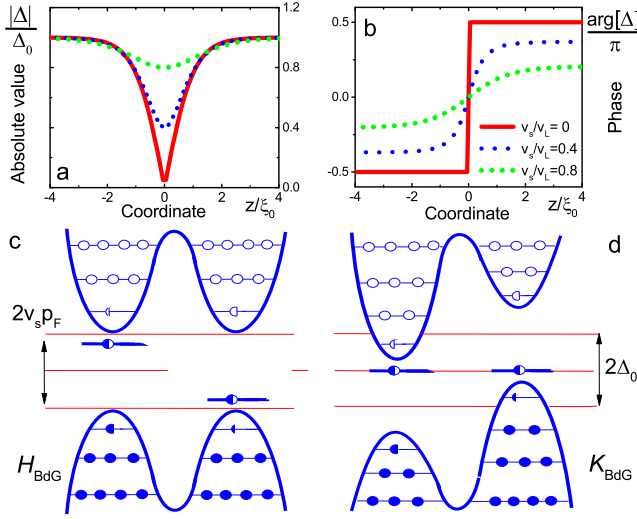 |Δ|
Δ0
Absolute value
1.2
0.8
0.4
0.0
a
-4 -2 0 2 4
Coordinate z/ξ0
b
0.5
0.0
-0.5
arg[Δ]
π
Phase
vs/vL= 0
vs/vL=0.4
vs/vL=0.8
-4 -2 0 2 4
Coordinate z/ξ0
c
2vspF
HBdG
d
2Δ0
KBdG